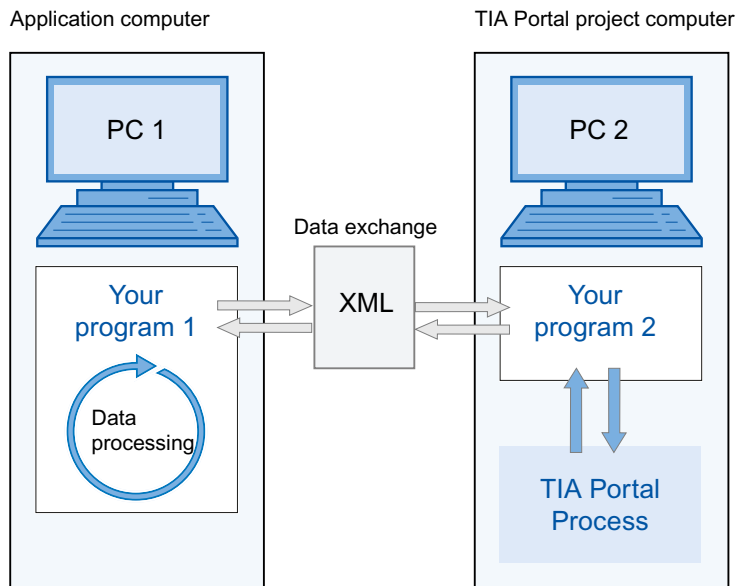 Application computer
TIA Portal project computer
PC 1
PC 2
Data exchange
XML
Your
program 1
Your
program 2
Data
processing
TIA Portal
Process